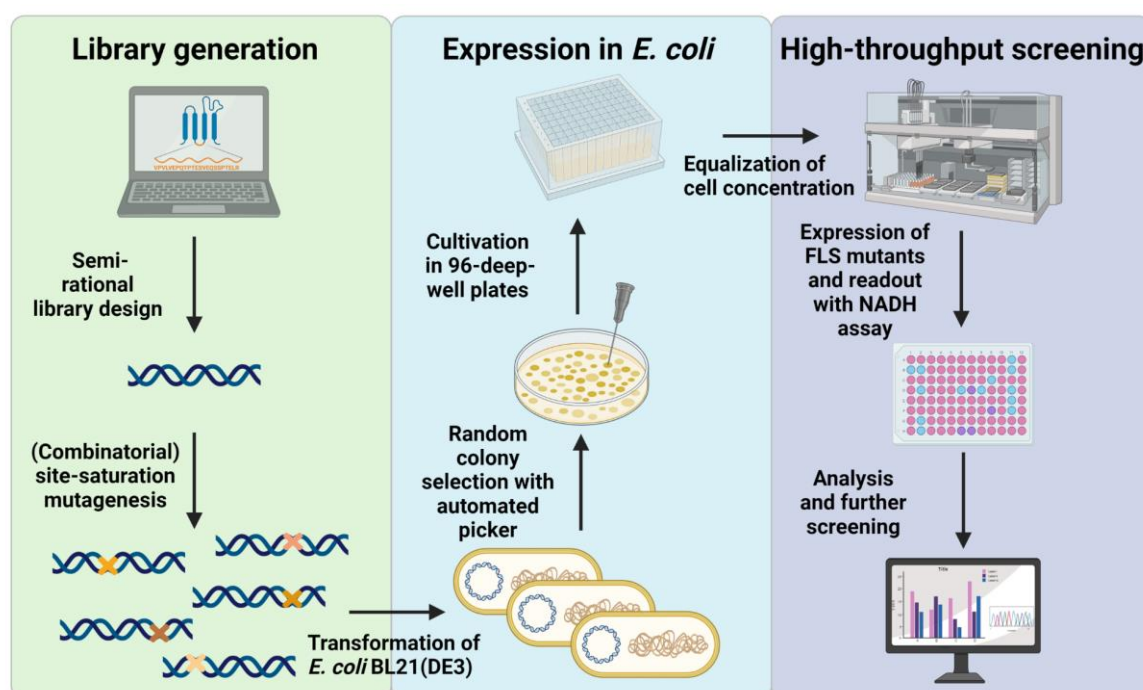 Library generation
Semi-
rational
library design
(Combinatorial)
site-saturation
mutagenesis
Transformation of
E. coli BL21(DE3)
Expression in E. coli
Cultivation
in 96-deep-
well plates
Random
colony
selection with
automated
picker
Equalization of
cell concentration
High-throughput screening
Expression of
FLS mutants
and readout
with NADH
assay
Analysis
and further
screening
Title